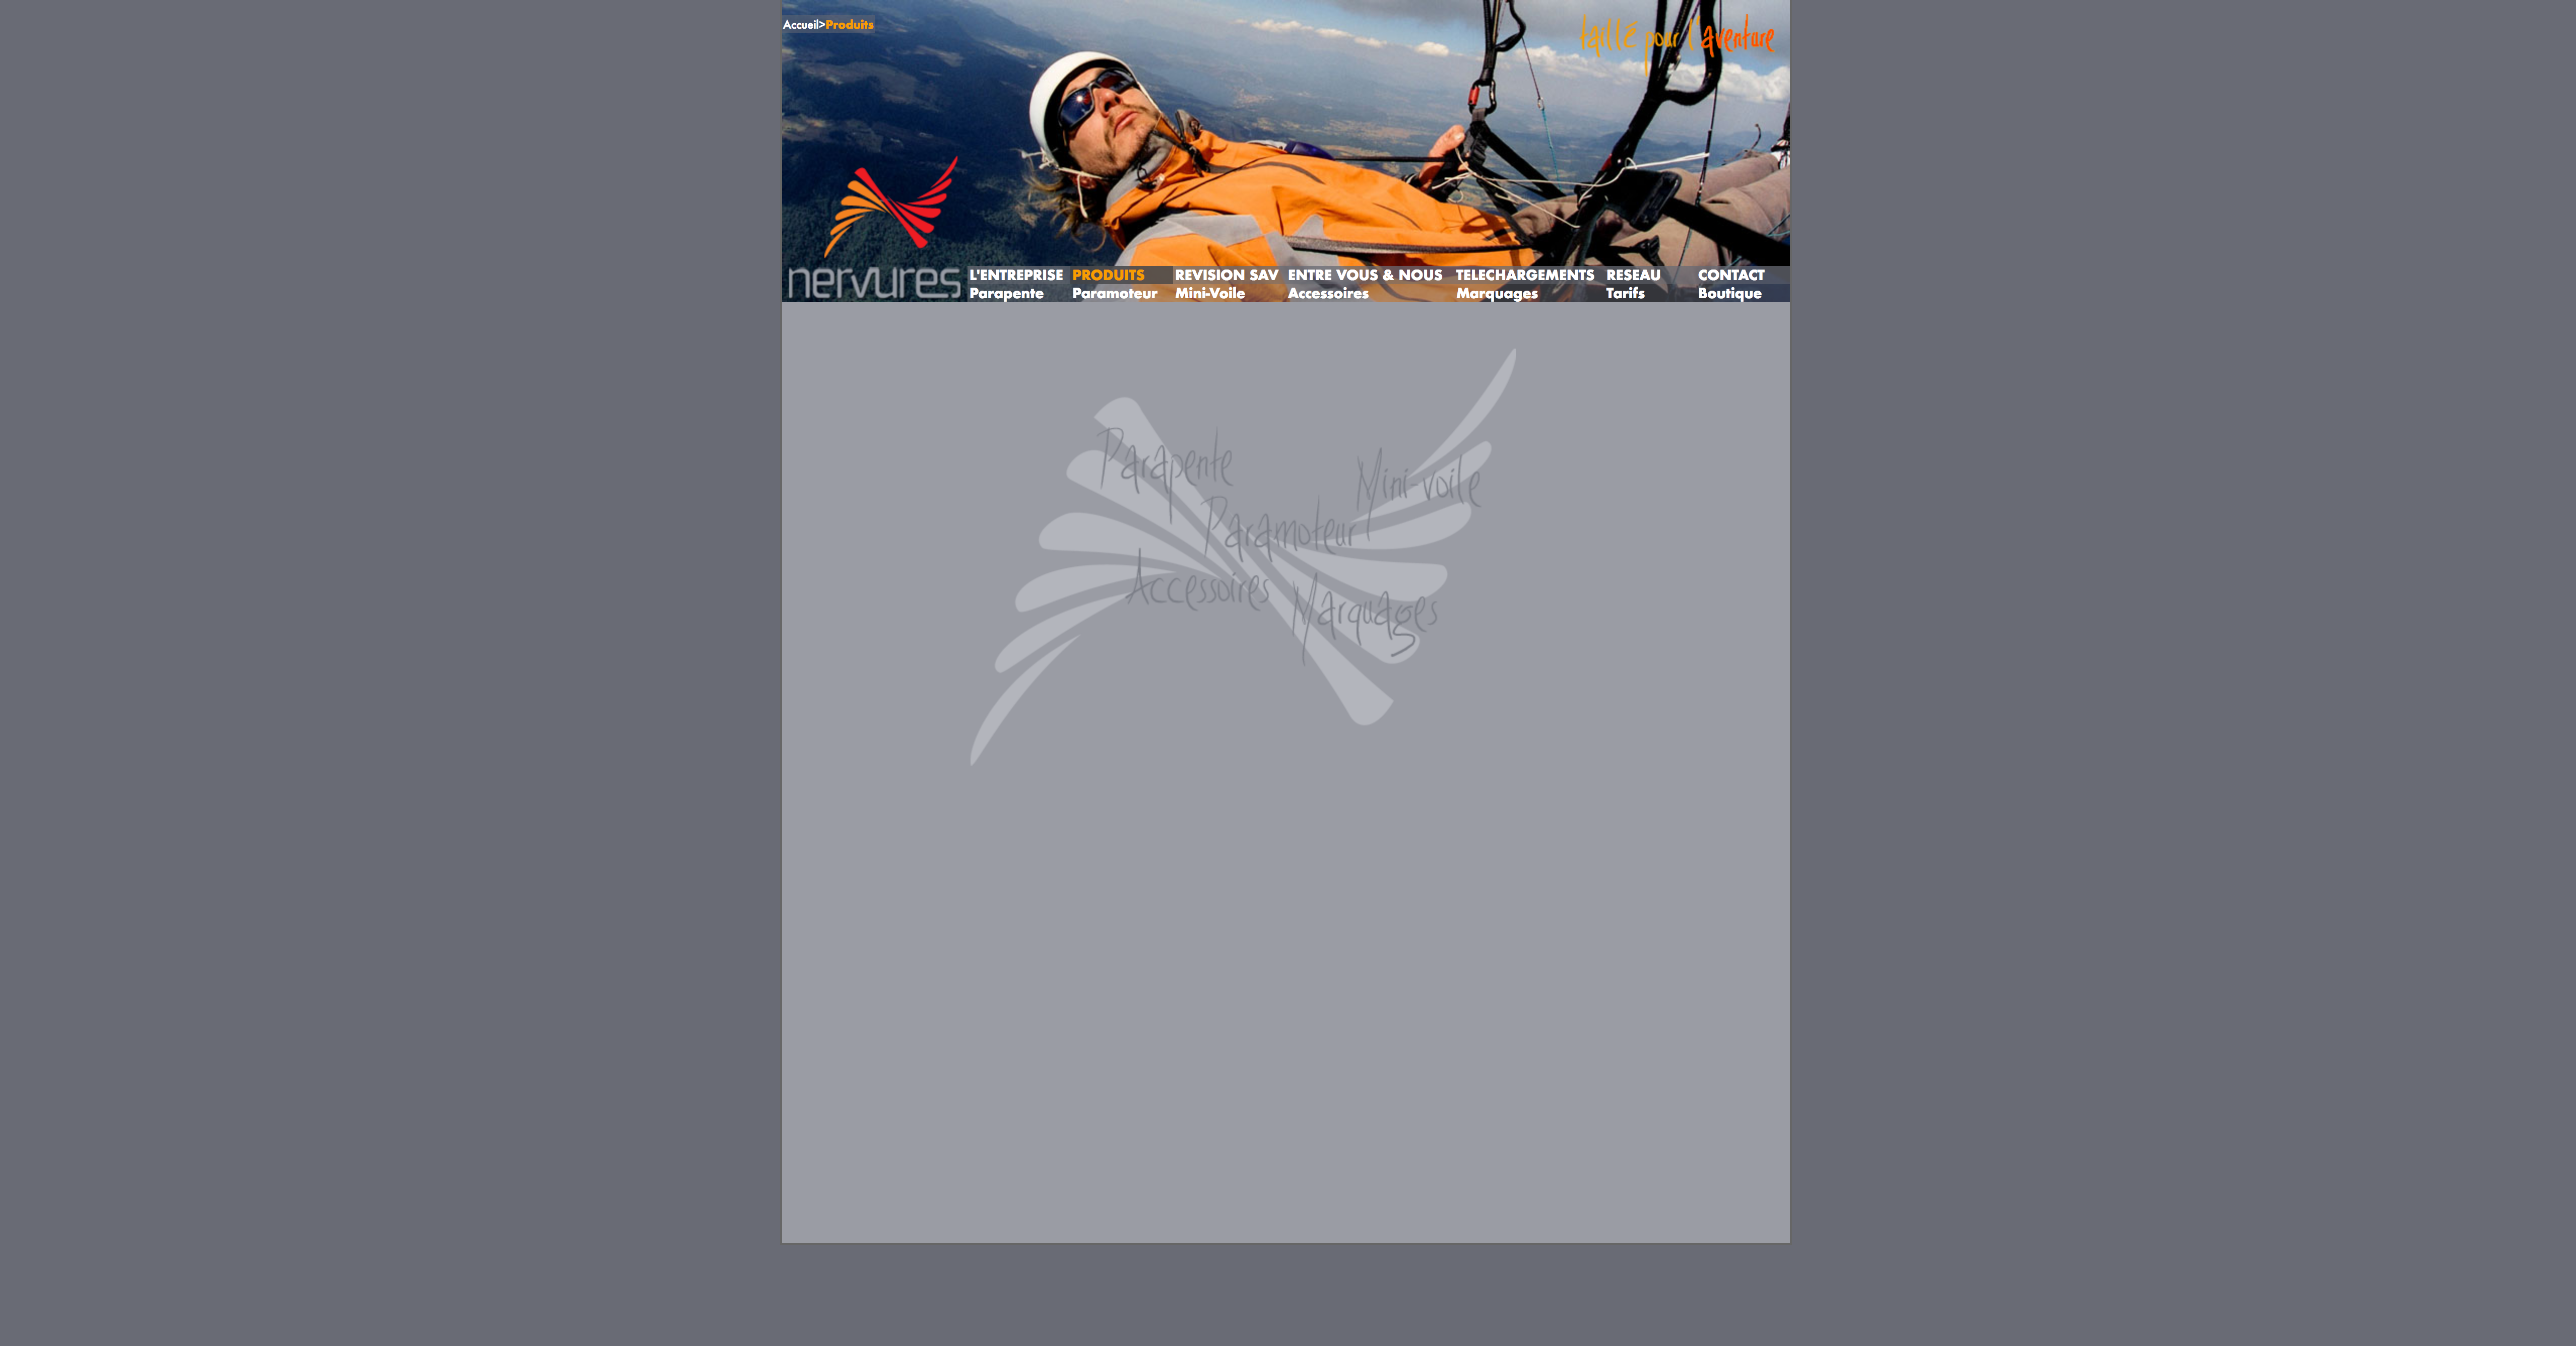 Accueil>Produits
taillé pour l'aventure
nervures
L'ENTREPRISE PRODUITS REVISION SAV ENTRE VOUS & NOUS TELECHARGEMENTS RESEAU CONTACT
Parapente Paramoteur Mini-Voile Accessoires Marquages Tarifs Boutique
Parapente
Mini-voile
Paramoteur
Accessoires
Marquages